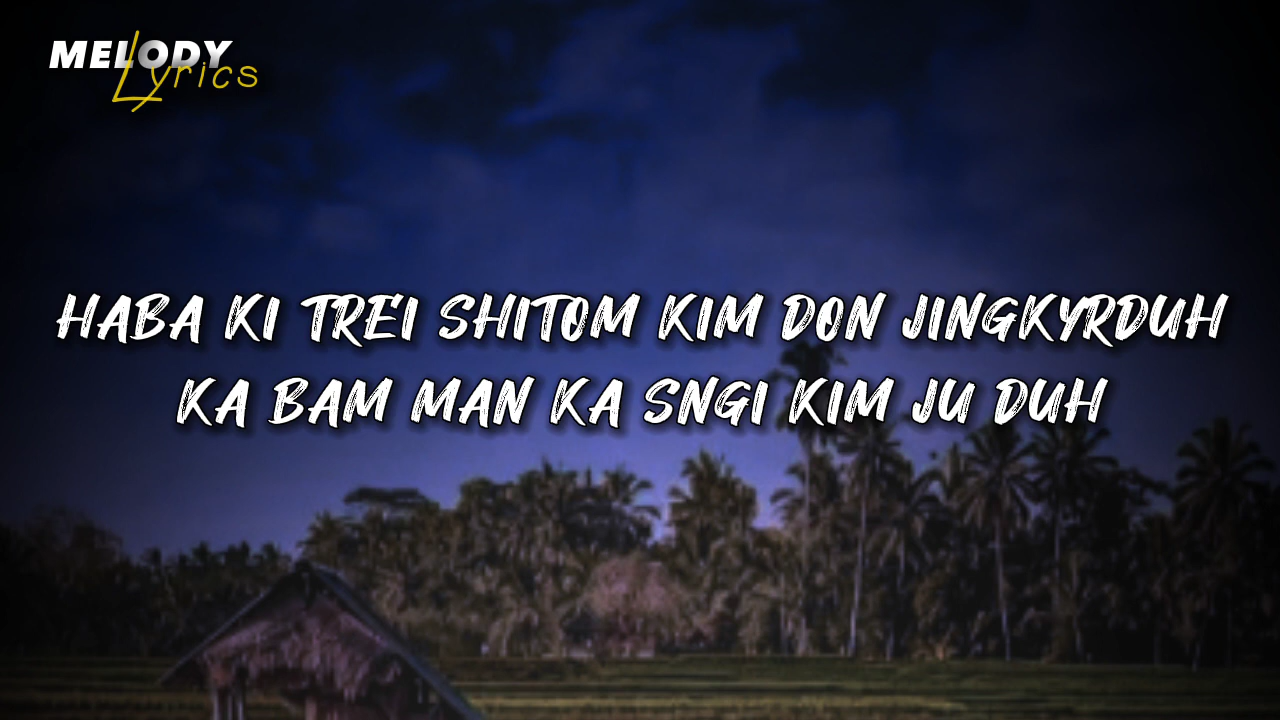 MELODY
Lyrics
HABA KI TREI SHITOM KIM DON JINGKYRDUH
KA BAM MAN KA SNGI KIM JU DUH